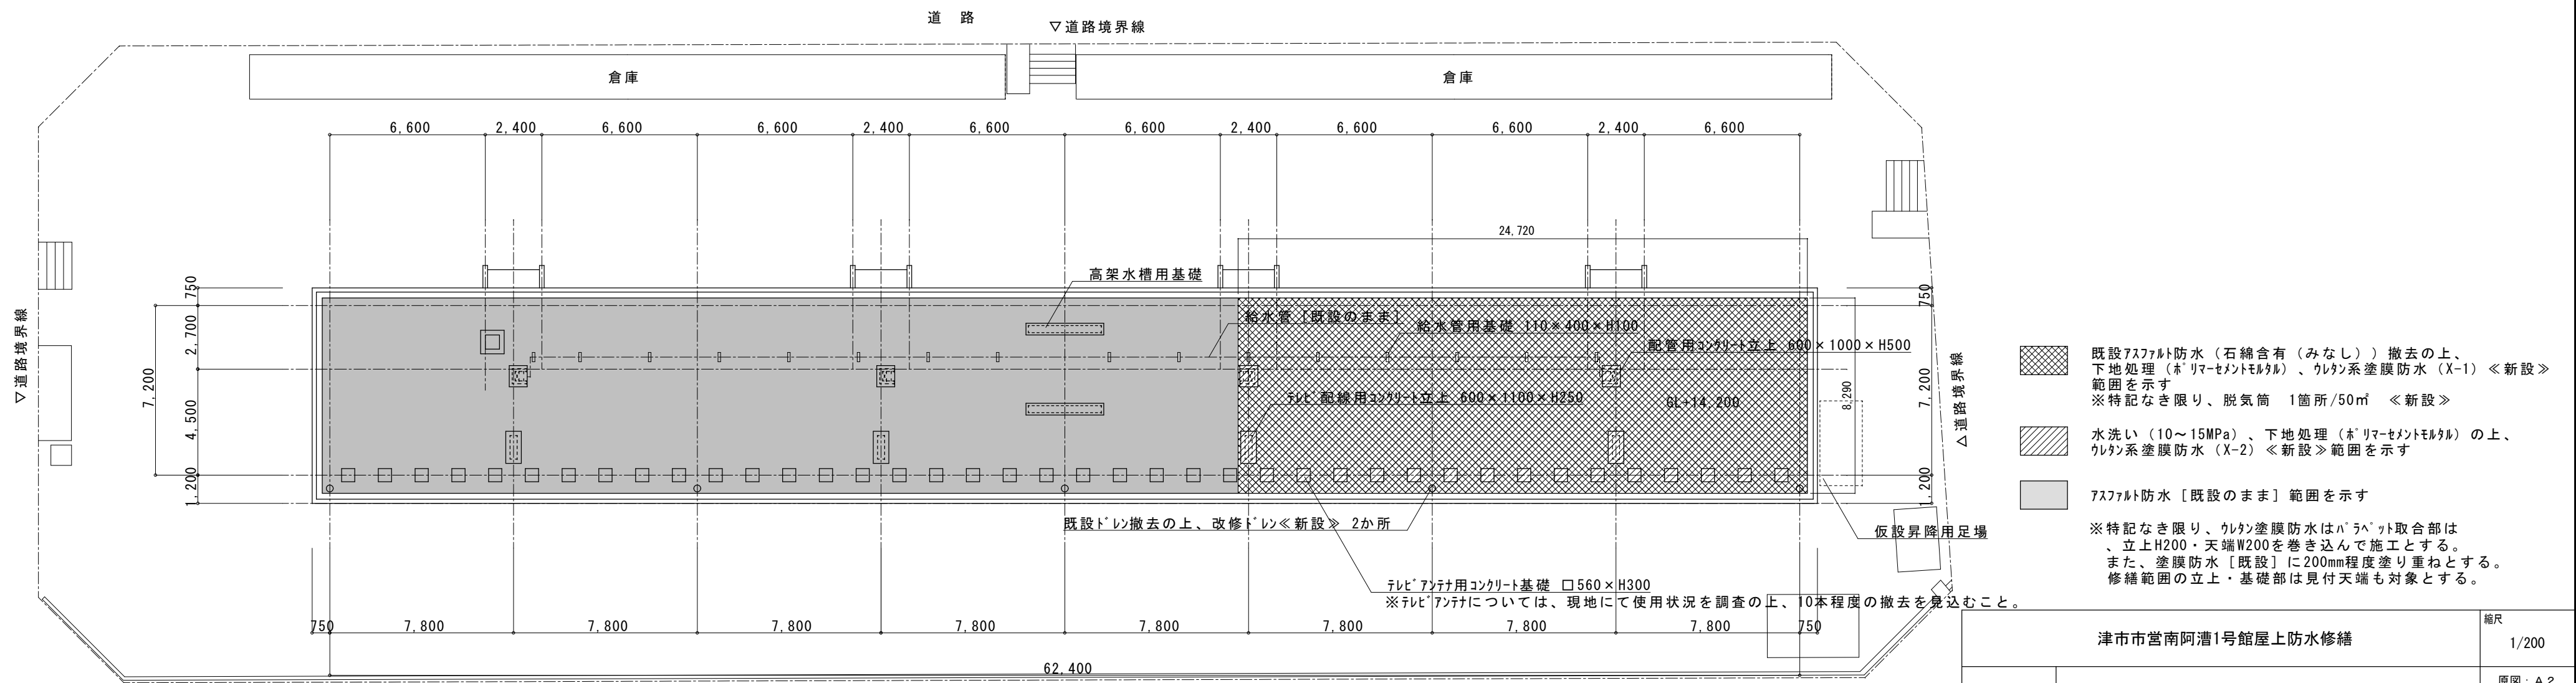 道　路
▽道路境界線
倉庫
倉庫
6,600
2,400
6,600
6,600
2,400
6,600
6,600
2,400
6,600
6,600
2,400
6,600
24,720
高架水槽用基礎
給水管［既設のまま］
給水管用基礎 110×400×H100
配管用ｺﾝｸﾘｰﾄ立上 600×1000×H500
ﾃﾚﾋﾞ配線用ｺﾝｸﾘｰﾄ立上 600×1100×H250
GL+14,200
8,290
750
2,700
4,500
1,200
7,200
750
7,200
1,200
▽道路境界線
△道路境界線
既設ﾄﾞﾚﾝ撤去の上、改修ﾄﾞﾚﾝ≪新設≫ 2か所
仮設昇降用足場
ﾃﾚﾋﾞｱﾝﾃﾅ用ｺﾝｸﾘｰﾄ基礎 □560×H300
※ﾃﾚﾋﾞｱﾝﾃﾅについては、現地にて使用状況を調査の上、10本程度の撤去を見込むこと。
750
7,800
7,800
7,800
7,800
7,800
7,800
7,800
7,800
750
62,400
既設ｱｽﾌｧﾙﾄ防水（石綿含有（みなし））撤去の上、
下地処理（ﾎﾟﾘﾏｰｾﾒﾝﾄﾓﾙﾀﾙ）、ｳﾚﾀﾝ系塗膜防水（X-1）≪新設≫
範囲を示す
※特記なき限り、脱気筒　1箇所/50㎡　≪新設≫
水洗い（10～15MPa）、下地処理（ﾎﾟﾘﾏｰｾﾒﾝﾄﾓﾙﾀﾙ）の上、
ｳﾚﾀﾝ系塗膜防水（X-2）≪新設≫範囲を示す
ｱｽﾌｧﾙﾄ防水［既設のまま］範囲を示す
※特記なき限り、ｳﾚﾀﾝ塗膜防水はﾊﾟﾗﾍﾟｯﾄ取合部は
、立上H200・天端W200を巻き込んで施工とする。
また、塗膜防水［既設］に200mm程度塗り重ねとする。
修繕範囲の立上・基礎部は見付天端も対象とする。
津市市営南阿漕1号館屋上防水修繕
縮尺
1/200
原図：A２